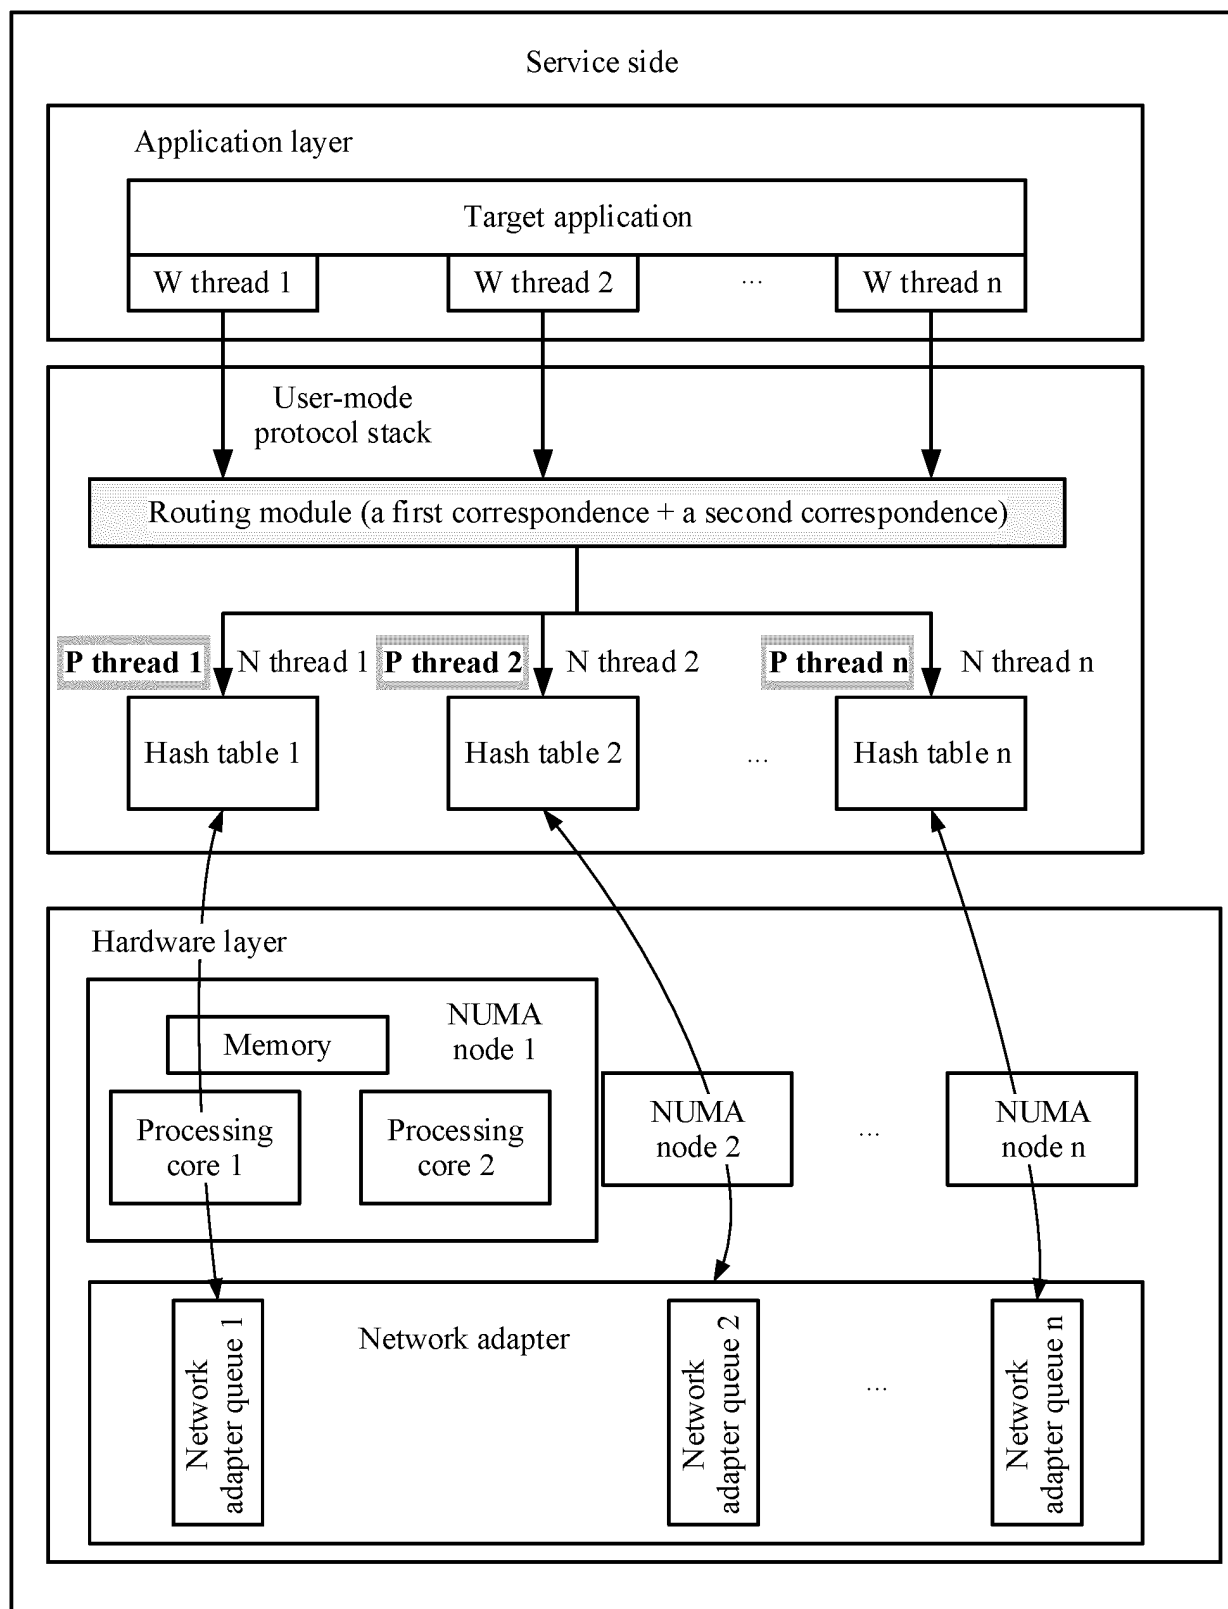 Service side
Application layer
Target application
W thread 1
W thread 2
...
W thread n
User-mode
protocol stack
Routing module (a first correspondence + a second correspondence)
P thread 1
N thread 1
P thread 2
N thread 2
P thread n
N thread n
Hash table 1
Hash table 2
...
Hash table n
Hardware layer
NUMA
node 1
Memory
Processing
core 1
Processing
core 2
NUMA
node 2
...
NUMA
node n
Network adapter
Network
adapter queue 1
Network
adapter queue 2
...
Network
adapter queue n